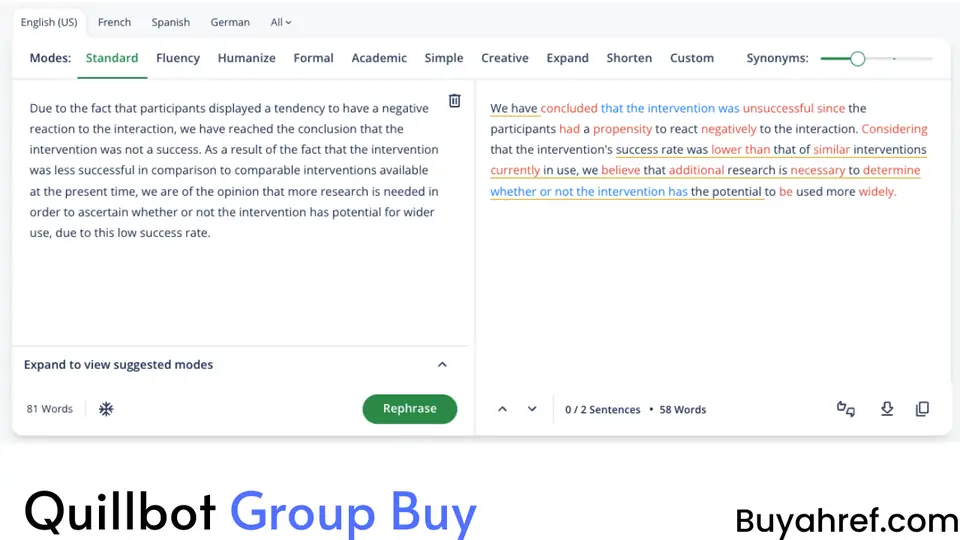 English (US) French Spanish German All
Modes: Standard Fluency Humanize Formal Academic Simple Creative Expand Shorten Custom Synonyms:
Due to the fact that participants displayed a tendency to have a negative
reaction to the interaction, we have reached the conclusion that the
intervention was not a success. As a result of the fact that the intervention
was less successful in comparison to comparable interventions available
at the present time, we are of the opinion that more research is needed in
order to ascertain whether or not the intervention has potential for wider
use, due to this low success rate.
We have concluded that the intervention was unsuccessful since the
participants had a propensity to react negatively to the interaction. Considering
that the intervention's success rate was lower than that of similar interventions
currently in use, we believe that additional research is necessary to determine
whether or not the intervention has the potential to be used more widely.
Expand to view suggested modes
81 Words
Rephrase
0 / 2 Sentences • 58 Words
Quillbot Group Buy
Buyahref.com